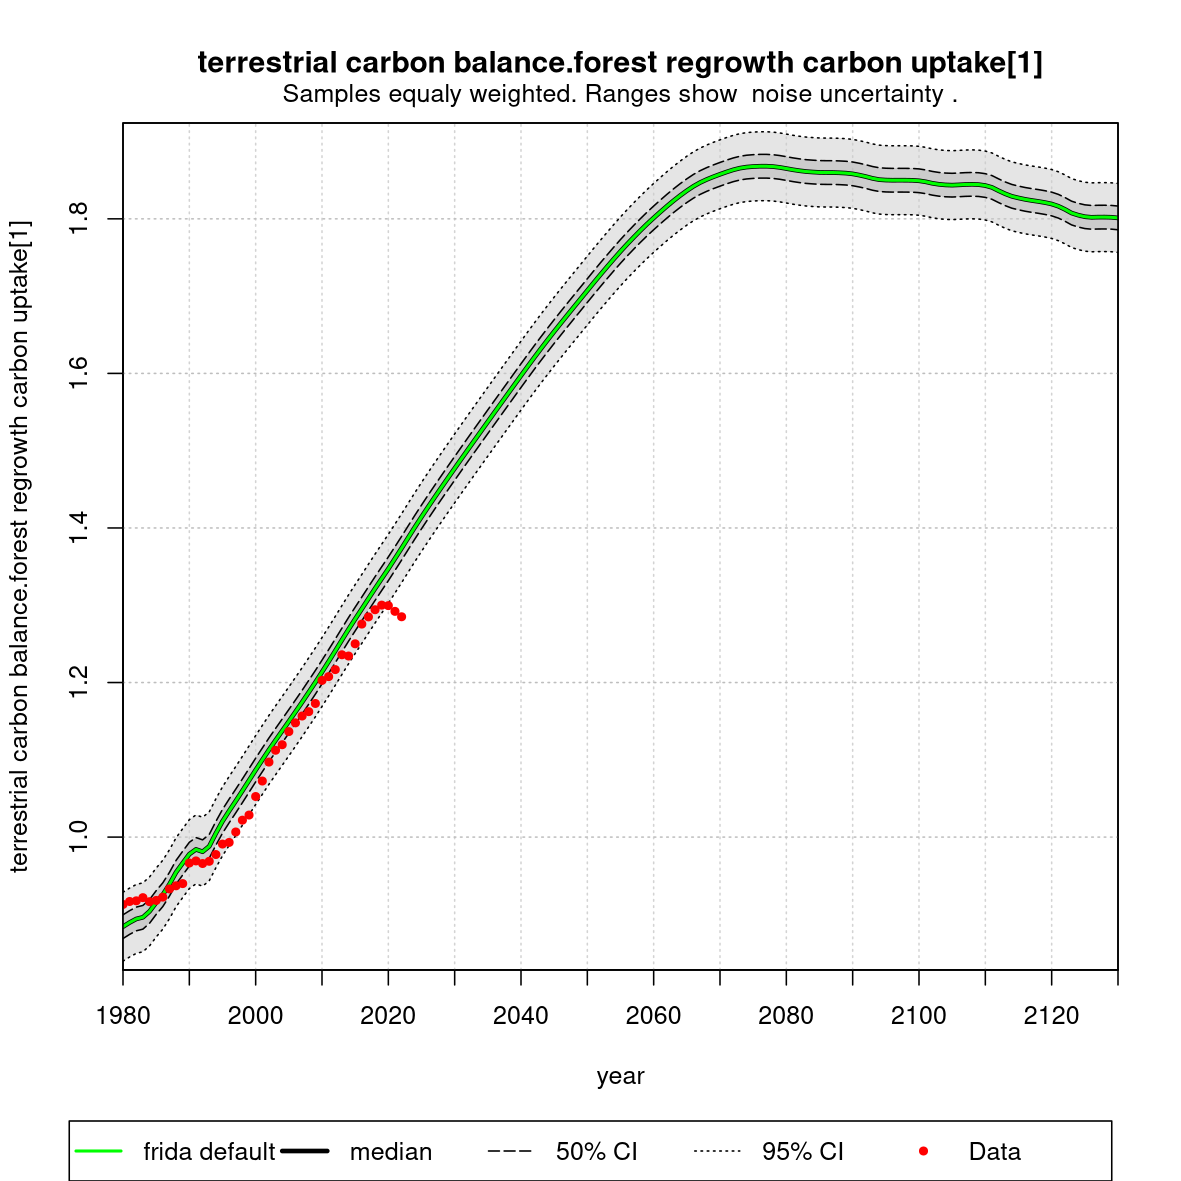 terrestrial carbon balance.forest regrowth carbon uptake[1]
Samples equaly weighted. Ranges show  noise uncertainty .
terrestrial carbon balance.forest regrowth carbon uptake[1]
1.8
1.6
1.4
1.2
1.0
1980 2000 2020 2040 2060 2080 2100 2120
year
frida default median 50% CI 95% CI Data